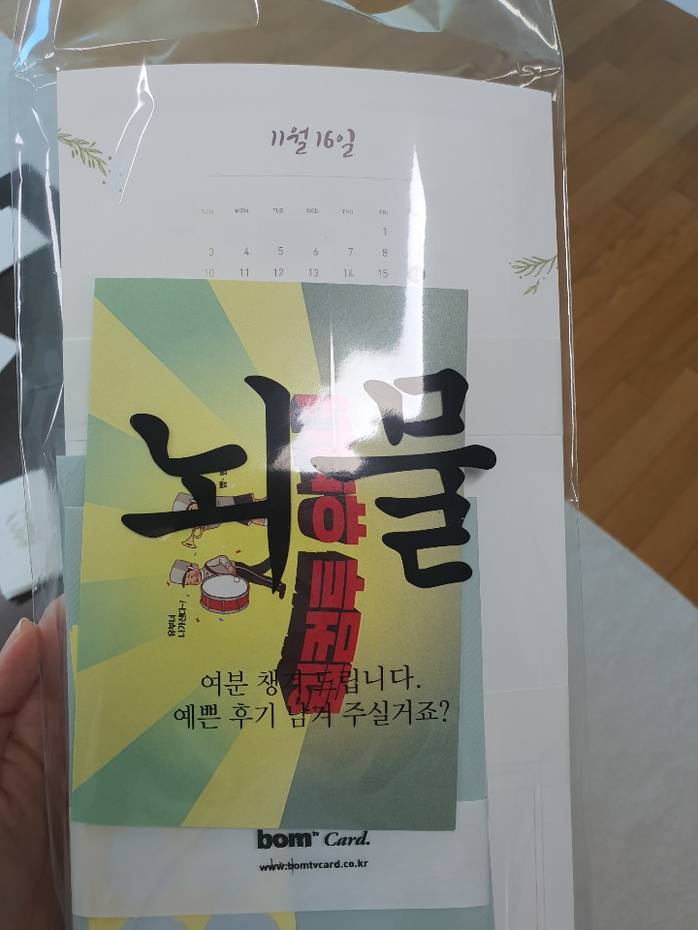 11월 16일
SUN MON TUE WED THU FRI
1
3 4 5 6 7 8
10 11 12 13 14 15
뇌물
여분 챙겨 드립니다.
예쁜 후기 남겨 주실거죠?
bom tv Card.
www.bomtvcard.co.kr